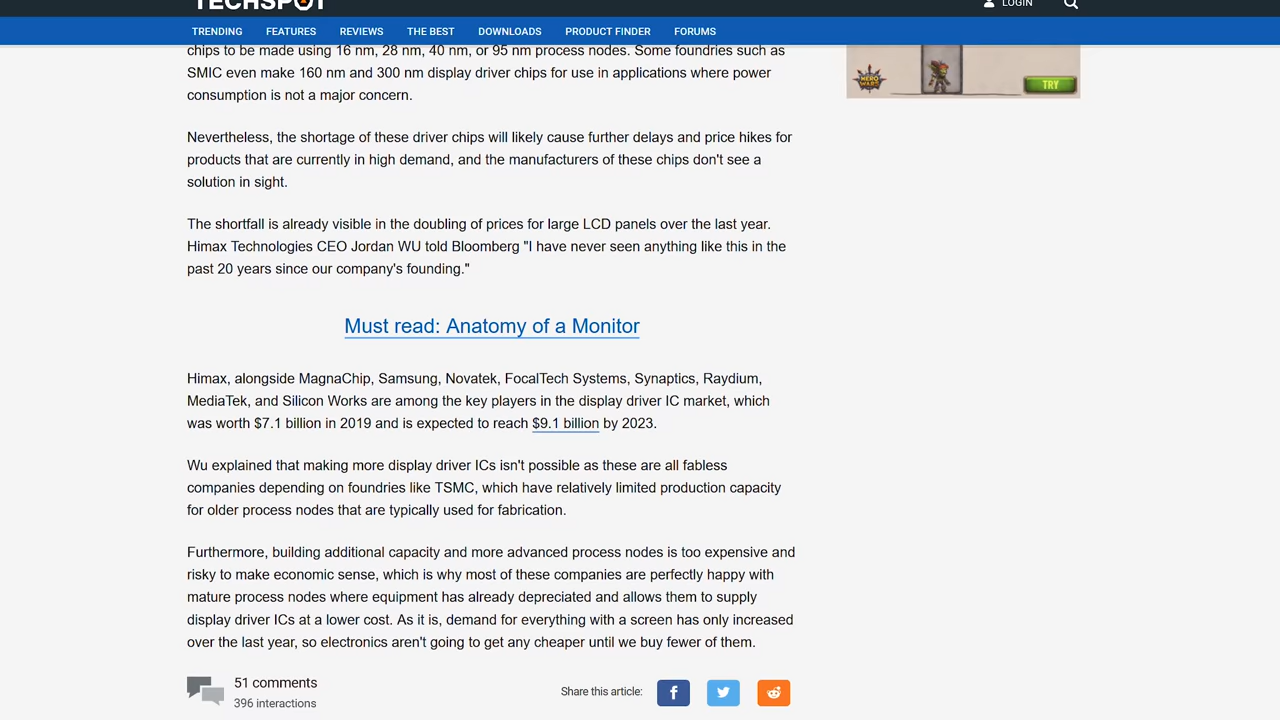 TECHSPOT
LOGIN
TRENDING FEATURES REVIEWS THE BEST DOWNLOADS PRODUCT FINDER FORUMS
chips to be made using 16 nm, 28 nm, 40 nm, or 95 nm process nodes. Some foundries such as
SMIC even make 160 nm and 300 nm display driver chips for use in applications where power
consumption is not a major concern.
HERO WARS
TRY
Nevertheless, the shortage of these driver chips will likely cause further delays and price hikes for
products that are currently in high demand, and the manufacturers of these chips don't see a
solution in sight.
The shortfall is already visible in the doubling of prices for large LCD panels over the last year.
Himax Technologies CEO Jordan WU told Bloomberg "I have never seen anything like this in the
past 20 years since our company's founding."
Must read: Anatomy of a Monitor
Himax, alongside MagnaChip, Samsung, Novatek, FocalTech Systems, Synaptics, Raydium,
MediaTek, and Silicon Works are among the key players in the display driver IC market, which
was worth $7.1 billion in 2019 and is expected to reach $9.1 billion by 2023.
Wu explained that making more display driver ICs isn't possible as these are all fabless
companies depending on foundries like TSMC, which have relatively limited production capacity
for older process nodes that are typically used for fabrication.
Furthermore, building additional capacity and more advanced process nodes is too expensive and
risky to make economic sense, which is why most of these companies are perfectly happy with
mature process nodes where equipment has already depreciated and allows them to supply
display driver ICs at a lower cost. As it is, demand for everything with a screen has only increased
over the last year, so electronics aren't going to get any cheaper until we buy fewer of them.
51 comments
396 interactions
Share this article: